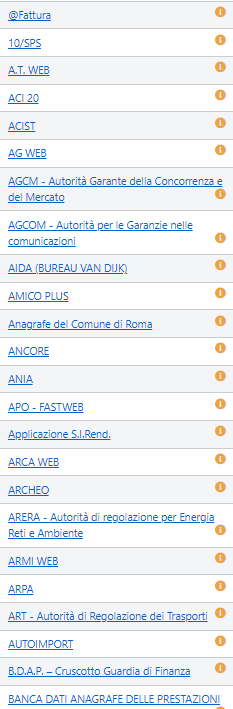 @Fattura
10/SPS
A.T. WEB
ACI 20
ACIST
AG WEB
AGCM - Autorità Garante della Concorrenza e
del Mercato
AGCOM - Autorità per le Garanzie nelle
comunicazioni
AIDA (BUREAU VAN DIJK)
AMICO PLUS
Anagrafe del Comune di Roma
ANCORE
ANIA
APO - FASTWEB
Applicazione S.I.Rend.
ARCA WEB
ARCHEO
ARERA - Autorità di regolazione per Energia
Reti e Ambiente
ARMI WEB
ARPA
ART - Autorità di Regolazione dei Trasporti
AUTOIMPORT
B.D.A.P. – Cruscotto Guardia di Finanza
BANCA DATI ANAGRAFE DELLE PRESTAZIONI